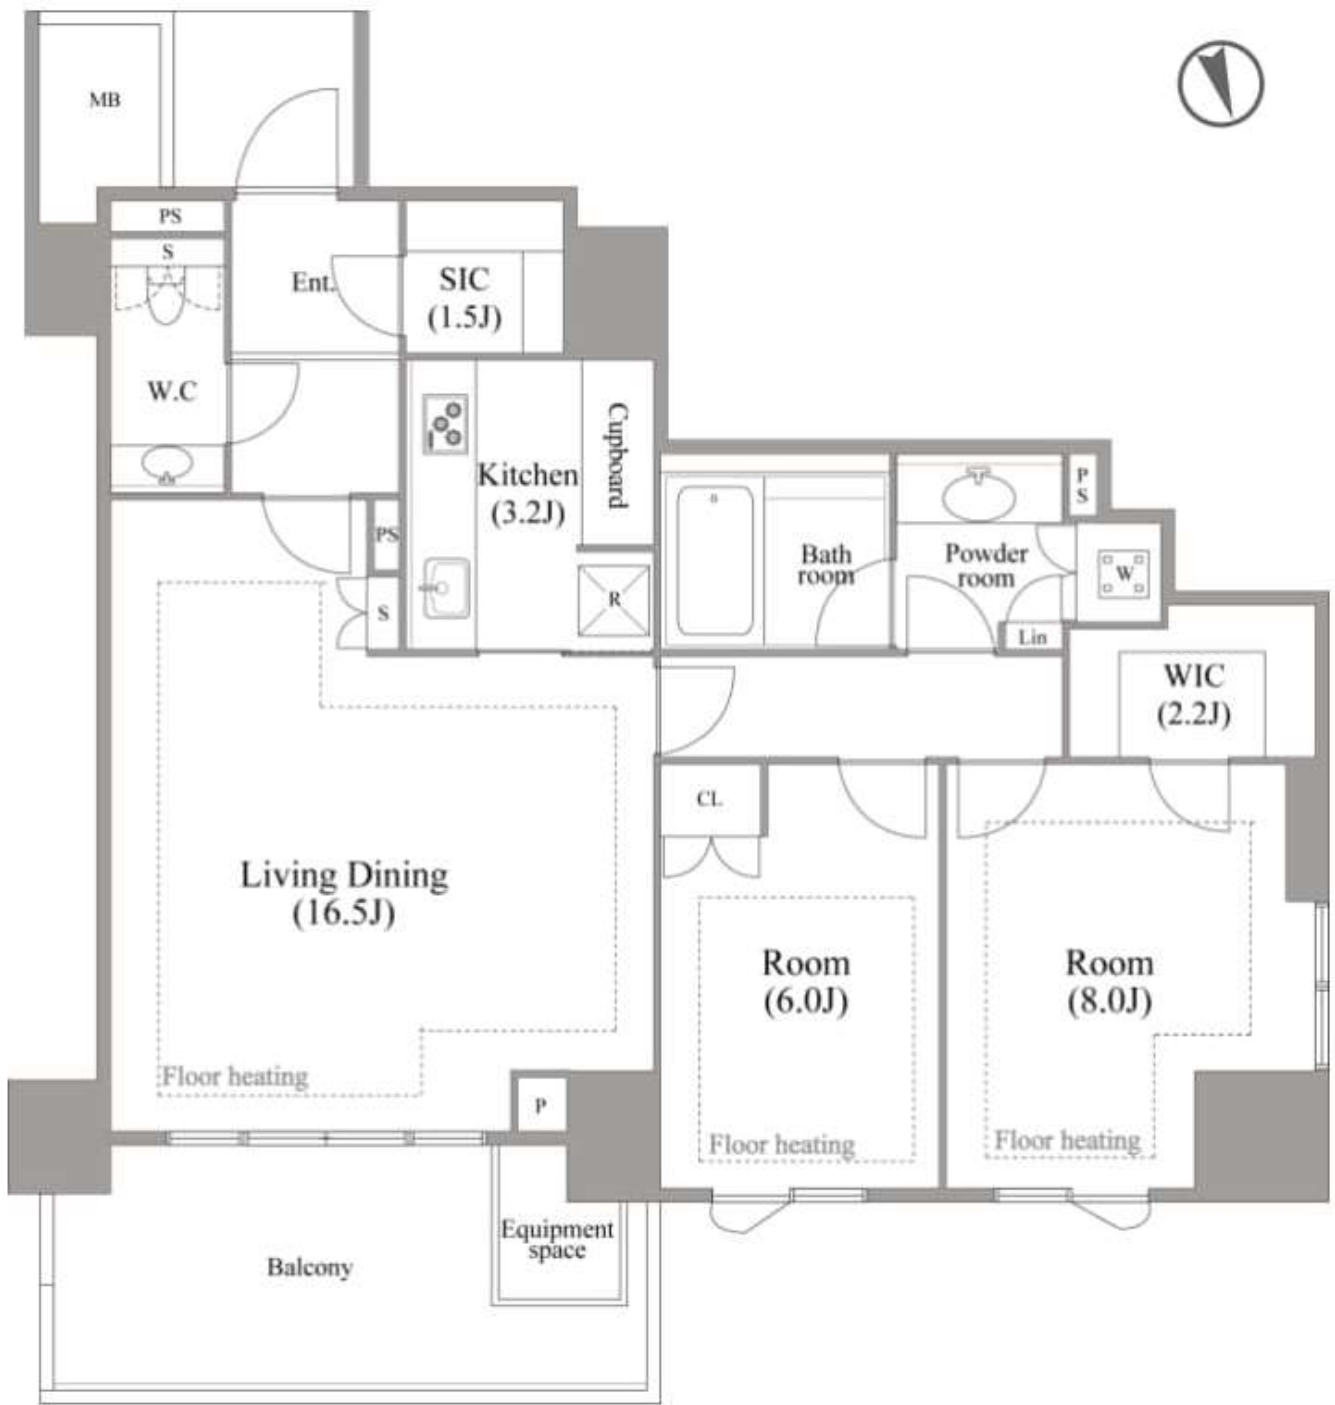 MB
PS
S
Ent.
SIC
(1.5J)
W.C
Cupboard
Kitchen
(3.2J)
PS
PS
Bath
room
Powder
room
W
R
S
Lin
WIC
(2.2J)
CL
Living Dining
(16.5J)
Room
(6.0J)
Room
(8.0J)
Floor heating
P
Floor heating
Floor heating
Equipment
space
Balcony